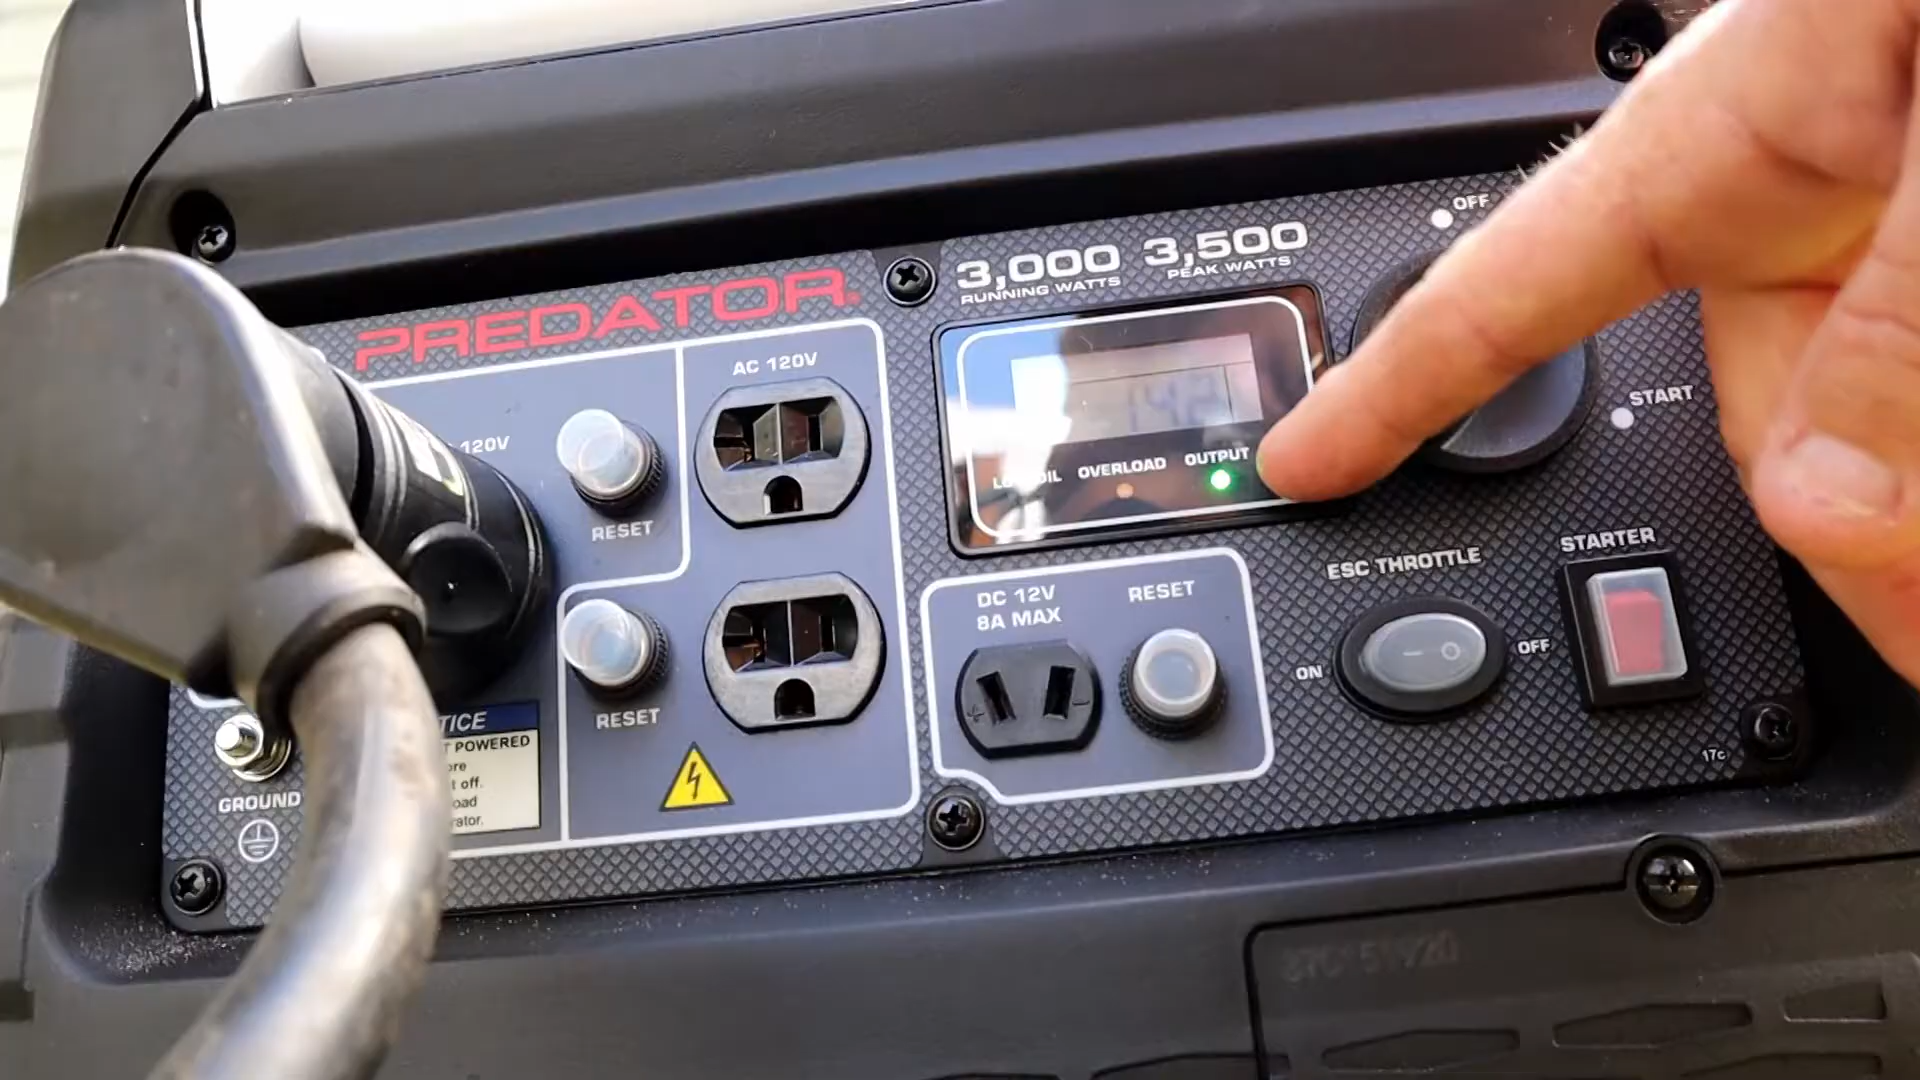 PREDATOR®
3,000 3,500
RUNNING WATTS PEAK WATTS
OFF
START
AC 120V
120V
RESET
OVERLOAD OUTPUT
RESET
DC 12V
8A MAX
RESET
ESC THROTTLE
ON OFF
STARTER
GROUND
POWERED
off.
17c